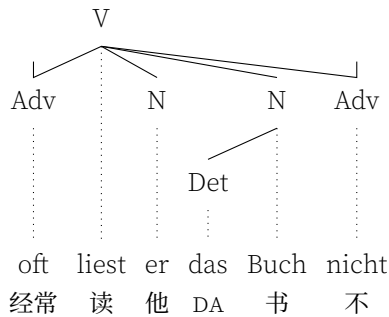 V
Adv N N Adv
Det
oft liest er das Buch nicht
经常 读 他 DA 书 不